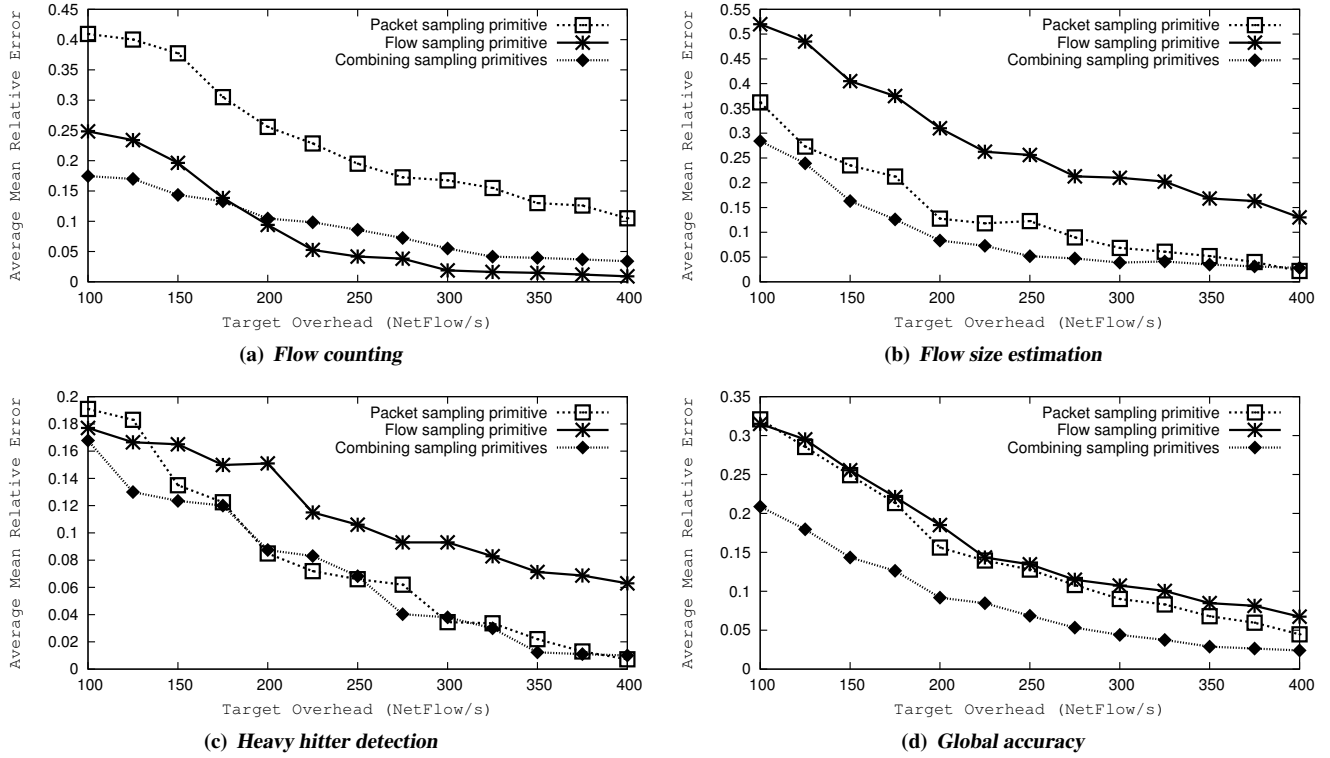 Average Mean Relative Error
0.45
0.4
0.35
0.3
0.25
0.2
0.15
0.1
0.05
0
Packet sampling primitive
Flow sampling primitive
Combining sampling primitives
100 150 200 250 300 350 400
Target Overhead (NetFlow/s)
(a) Flow counting
Average Mean Relative Error
0.55
0.5
0.45
0.4
0.35
0.3
0.25
0.2
0.15
0.1
0.05
0
Packet sampling primitive
Flow sampling primitive
Combining sampling primitives
100 150 200 250 300 350 400
Target Overhead (NetFlow/s)
(b) Flow size estimation
Average Mean Relative Error
0.2
0.18
0.16
0.14
0.12
0.1
0.08
0.06
0.04
0.02
0
Packet sampling primitive
Flow sampling primitive
Combining sampling primitives
100 150 200 250 300 350 400
Target Overhead (NetFlow/s)
(c) Heavy hitter detection
Average Mean Relative Error
0.35
0.3
0.25
0.2
0.15
0.1
0.05
0
Packet sampling primitive
Flow sampling primitive
Combining sampling primitives
100 150 200 250 300 350 400
Target Overhead (NetFlow/s)
(d) Global accuracy